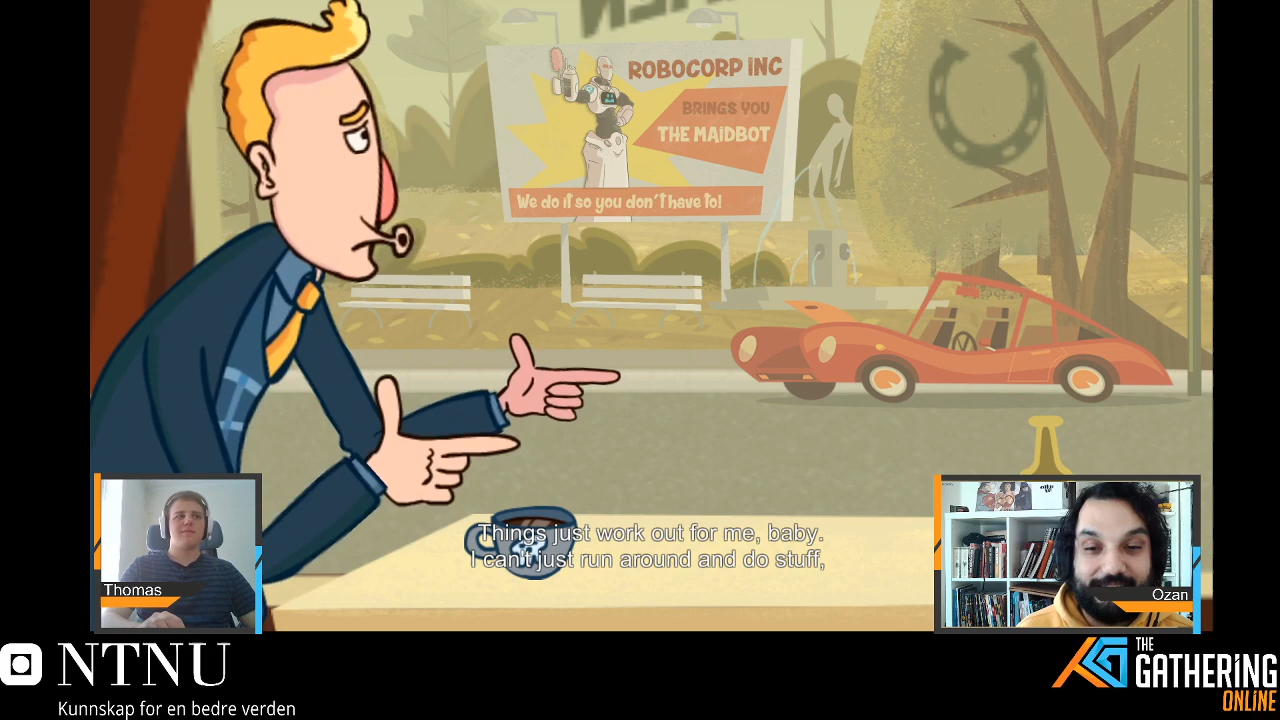 ROBOCORP INC
BRINGS YOU
THE MAIDBOT
We do it so you don't have to!
Things just work out for me, baby.
I can't just run around and do stuff,
Thomas
Ozan
NTNU
Kunnskap for en bedre verden
THE
GATHERING
ONLINE